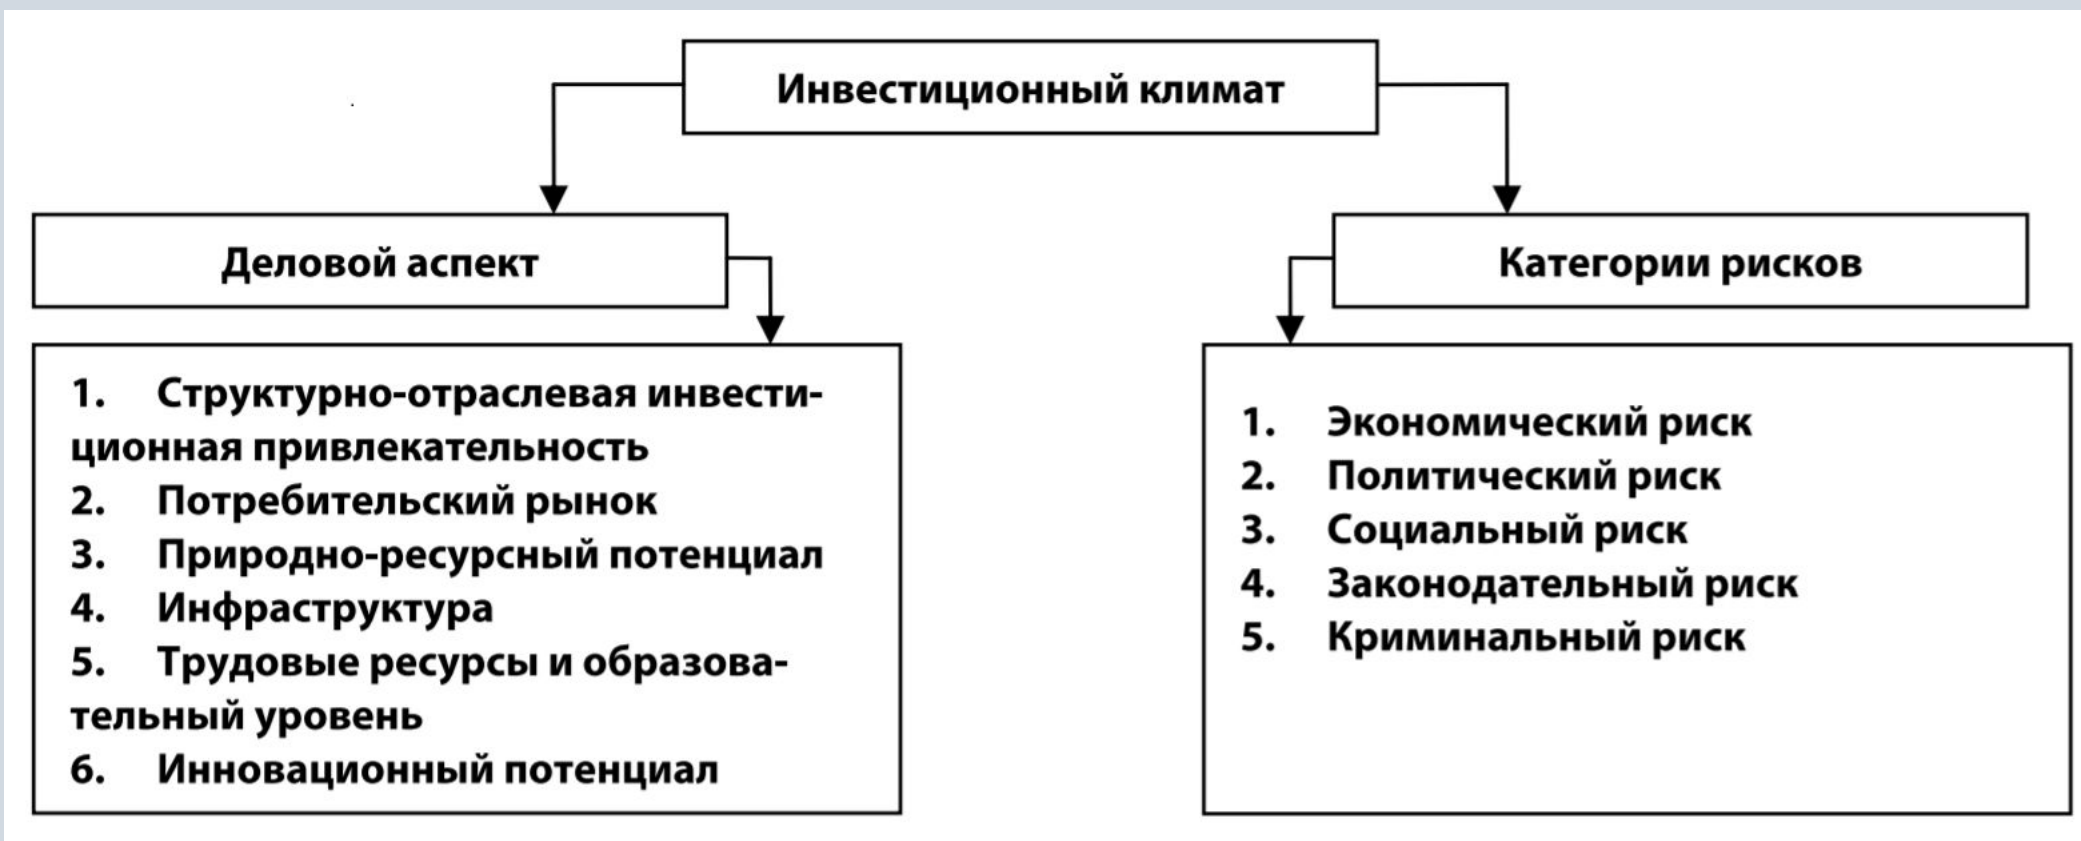 Инвестиционный климат
Деловой аспект
Категории рисков
1. Структурно-отраслевая инвести-
ционная привлекательность
2. Потребительский рынок
3. Природно-ресурсный потенциал
4. Инфраструктура
5. Трудовые ресурсы и образова-
тельный уровень
6. Инновационный потенциал
1. Экономический риск
2. Политический риск
3. Социальный риск
4. Законодательный риск
5. Криминальный риск